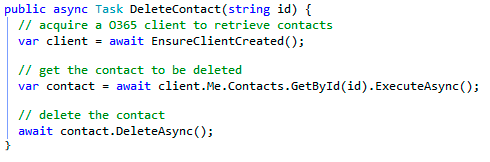 public async Task DeleteContact(string id) {
// acquire a O365 client to retrieve contacts
var client = await EnsureClientCreated();
// get the contact to be deleted
var contact = await client.Me.Contacts.GetById(id).ExecuteAsync();
// delete the contact
await contact.DeleteAsync();
}